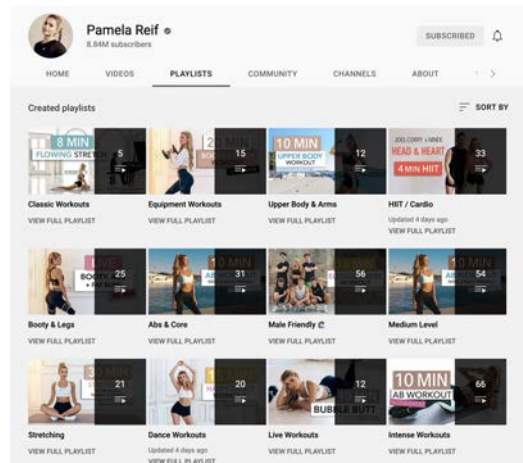 Pamela Reif
8.84M subscribers
SUBSCRIBED
HOME VIDEOS PLAYLISTS COMMUNITY CHANNELS ABOUT
Created playlists
SORT BY
8 MIN
FLOWING STRETCH
5
20 MIN
15
10 MIN
UPPER BODY
WORKOUT
12
JOEL CORRY x MNEK
HEAD & HEART
4 MIN HIIT
33
Classic Workouts
Equipment Workouts
Upper Body & Arms
HIIT / Cardio
VIEW FULL PLAYLIST
VIEW FULL PLAYLIST
VIEW FULL PLAYLIST
Updated 4 days ago
VIEW FULL PLAYLIST
LIVE
BOOTY,
25
31
56
10 MIN
54
Booty & Legs
Abs & Core
Male Friendly
Medium Level
VIEW FULL PLAYLIST
VIEW FULL PLAYLIST
VIEW FULL PLAYLIST
VIEW FULL PLAYLIST
21
20
BUBBLE BUTT
12
10 MIN
AB WORKOUT
66
Stretching
Dance Workouts
Live Workouts
Intense Workouts
VIEW FULL PLAYLIST
Updated 4 days ago
VIEW FULL PLAYLIST
VIEW FULL PLAYLIST
VIEW FULL PLAYLIST